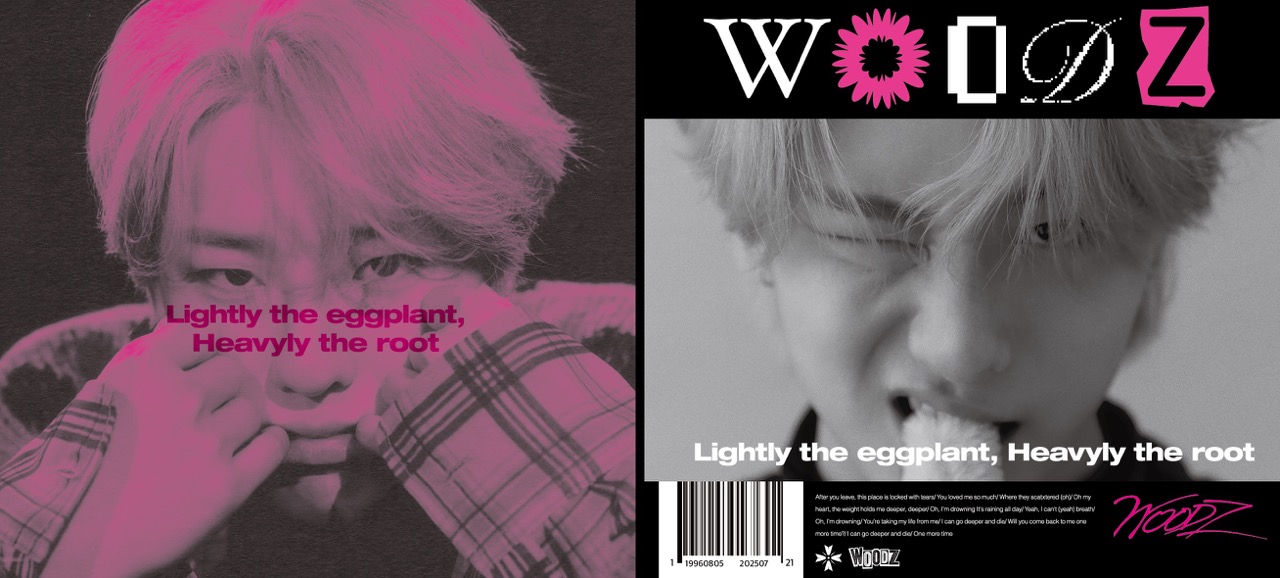 Lightly the eggplant,
Heavyly the root
WOODZ
Lightly the eggplant, Heavyly the root
After you leave, this place is locked with tears/ You loved me so much/ Where they scatxtered (oh)/ Oh my
heart, the weight holds me deeper, deeper/ Oh, I'm drowning It's raining all day/ Yeah, I can't (yeah) breath/
Oh, I'm drowning/ You're taking my life from me/ I can go deeper and die/ Will you come back to me one
more time?/ I can go deeper and die/ One more time
WOODZ
WOODZ
1 19960805 202507 21